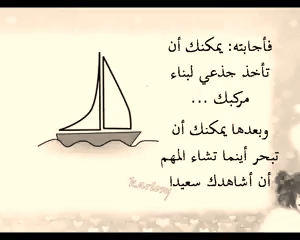 فأجابته: يمكنك أن
تأخذ جذعي لبناء
مركبك ...
وبعدها يمكنك أن
تبحر أينما تشاء المهم
أن أشاهدك سعيدا